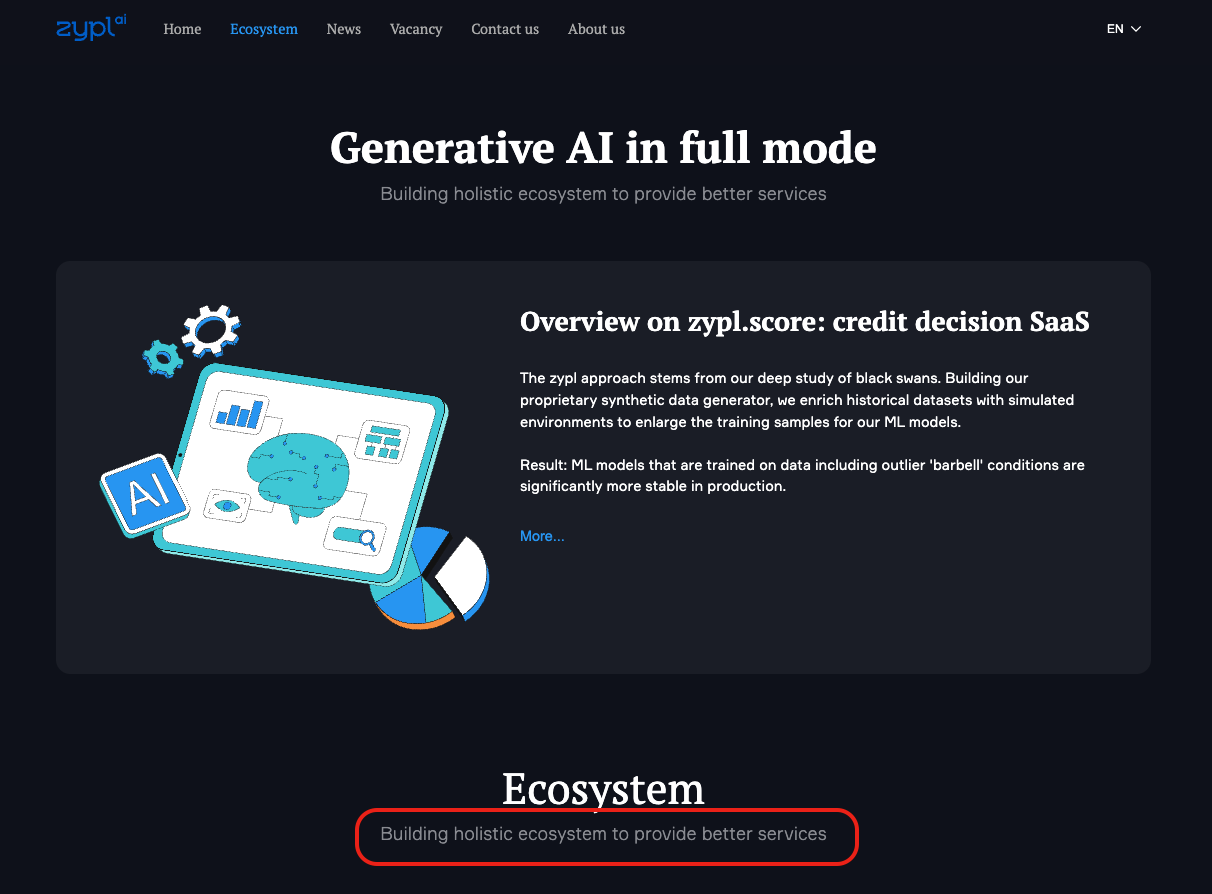 zypl ai
Home Ecosystem News Vacancy Contact us About us EN
Generative AI in full mode
Building holistic ecosystem to provide better services
Overview on zypl.score: credit decision SaaS
The zypl approach stems from our deep study of black swans. Building our
proprietary synthetic data generator, we enrich historical datasets with simulated
environments to enlarge the training samples for our ML models.
Result: ML models that are trained on data including outlier 'barbell' conditions are
significantly more stable in production.
More...
AI
Ecosystem
Building holistic ecosystem to provide better services